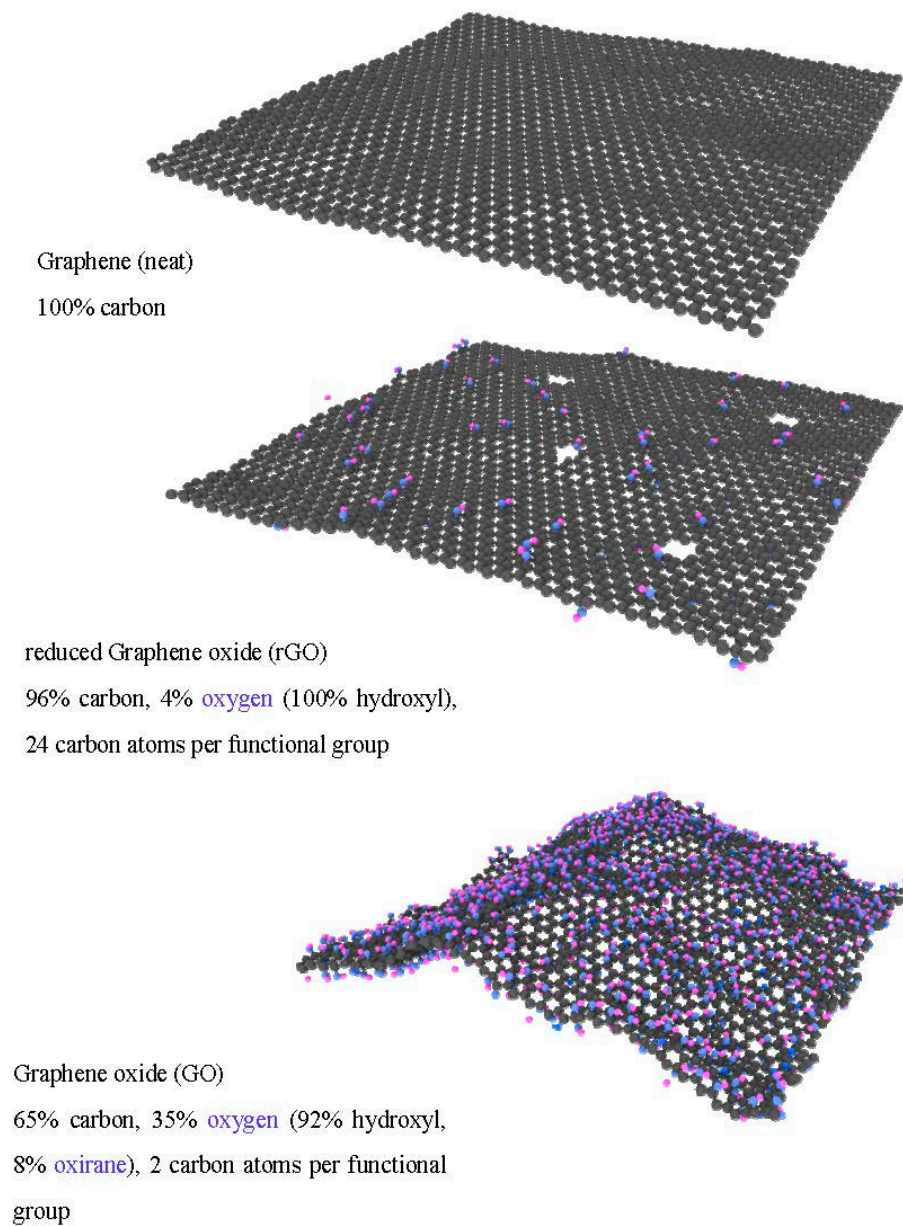 Graphene (neat)
100% carbon
reduced Graphene oxide (rGO)
96% carbon, 4% oxygen (100% hydroxyl),
24 carbon atoms per functional group
Graphene oxide (GO)
65% carbon, 35% oxygen (92% hydroxyl,
8% oxirane), 2 carbon atoms per functional
group